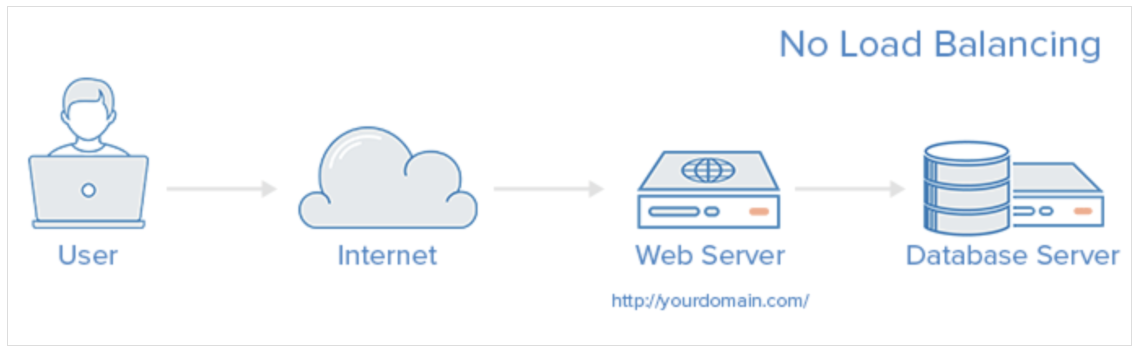 No Load Balancing
User
Internet
Web Server
Database Server
http://yourdomain.com/